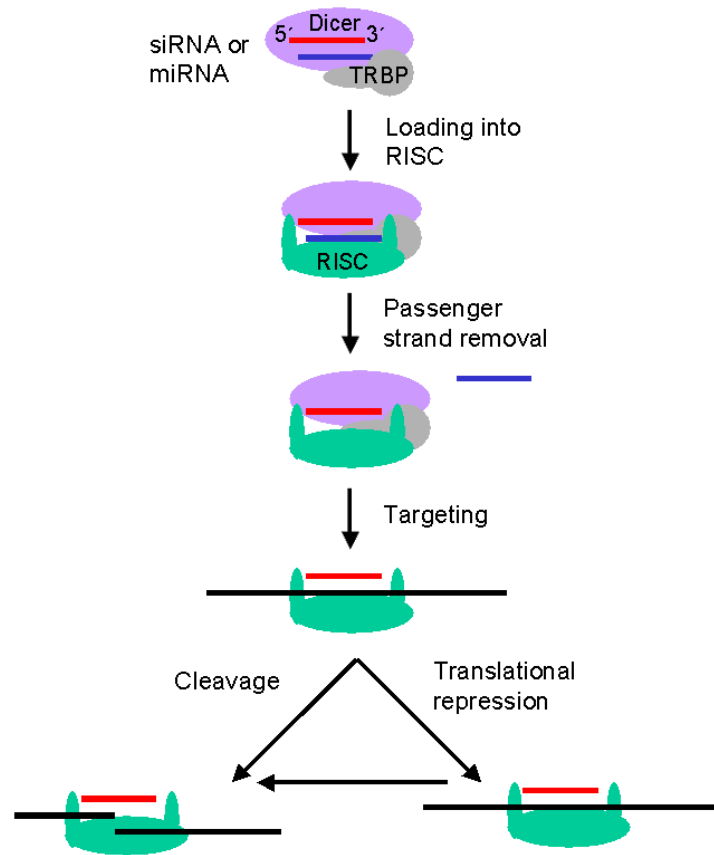 5´ Dicer 3´
siRNA or
miRNA
TRBP
Loading into
RISC
RISC
Passenger
strand removal
Targeting
Cleavage
Translational
repression